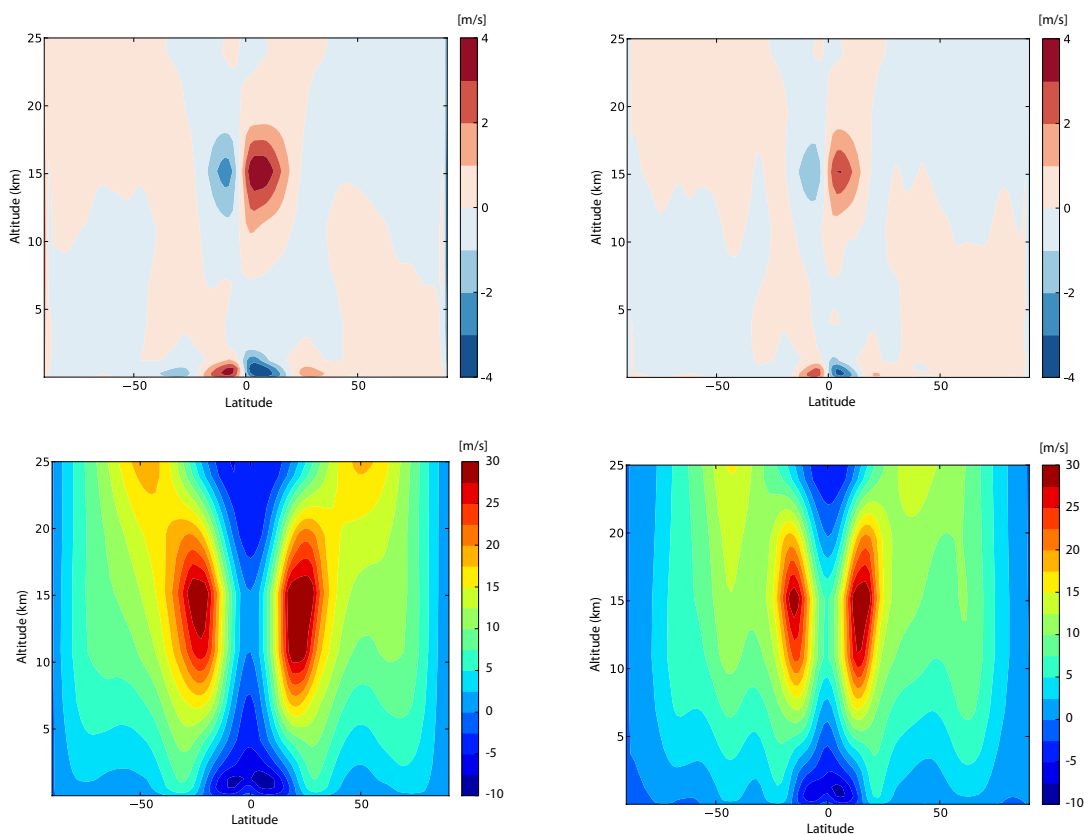 [m/s] [m/s]
25 4 25 4
20 20
2 2
15 15
Altitude (km) 0 Altitude (km) 0
10 10
-2 -2
5 5
-4 -4
−50 0 50 −50 0 50
Latitude Latitude
[m/s] [m/s]
25 30 25 30
25 25
20 20 20 20
15 15
15 15
Altitude (km) 10 Altitude (km) 10
10 5 10 5
0 0
5 5
-5 -5
-10 -10
−50 0 50 −50 0 50
Latitude Latitude